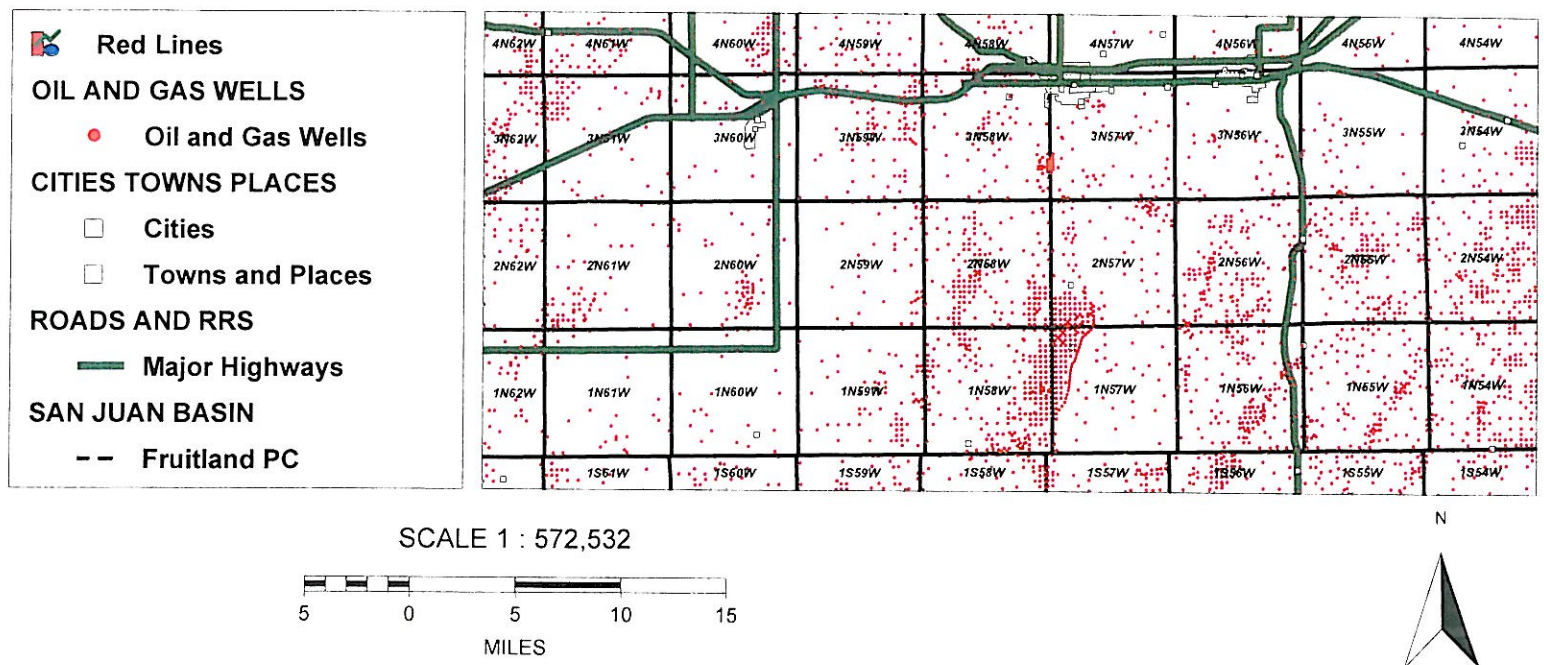 Red Lines
OIL AND GAS WELLS
Oil and Gas Wells
CITIES TOWNS PLACES
Cities
Towns and Places
ROADS AND RRS
Major Highways
SAN JUAN BASIN
Fruitland PC
4N62W 4N61W 4N60W 4N59W 4N58W 4N57W 4N56W 4N55W 4N54W
3N62W 3N61W 3N60W 3N59W 3N58W 3N57W 3N56W 3N55W 3N54W
2N62W 2N61W 2N60W 2N59W 2N58W 2N57W 2N56W 2N55W 2N54W
1N62W 1N61W 1N60W 1N59W 1N58W 1N57W 1N56W 1N55W 1N54W
1S61W 1S60W 1S59W 1S58W 1S57W 1S56W 1S55W 1S54W
SCALE 1 : 572,532
5 0 5 10 15
MILES
N